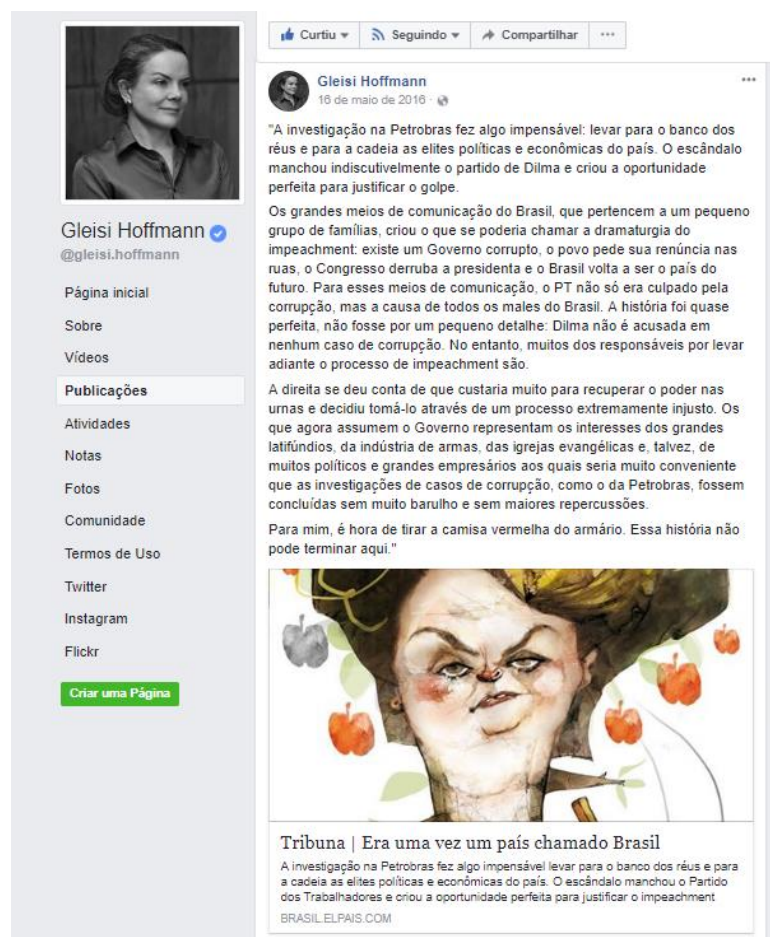 Curtiu
Seguindo
Compartilhar
Gleisi Hoffmann
@gleisi.hoffmann
Página inicial
Sobre
Vídeos
Publicações
Atividades
Notas
Fotos
Comunidade
Termos de Uso
Twitter
Instagram
Flickr
Criar uma Página
Gleisi Hoffmann
16 de maio de 2016 ·
"A investigação na Petrobras fez algo impensável: levar para o banco dos
réus e para a cadeia as elites políticas e econômicas do país. O escândalo
manchou indiscutivelmente o partido de Dilma e criou a oportunidade
perfeita para justificar o golpe.
Os grandes meios de comunicação do Brasil, que pertencem a um pequeno
grupo de famílias, criou o que se poderia chamar a dramaturgia do
impeachment: existe um Governo corrupto, o povo pede sua renúncia nas
ruas, o Congresso derruba a presidenta e o Brasil volta a ser o país do
futuro. Para esses meios de comunicação, o PT não só era culpado pela
corrupção, mas a causa de todos os males do Brasil. A história foi quase
perfeita, não fosse por um pequeno detalhe: Dilma não é acusada em
nenhum caso de corrupção. No entanto, muitos dos responsáveis por levar
adiante o processo de impeachment são.
A direita se deu conta de que custaria muito para recuperar o poder nas
urnas e decidiu tomá-lo através de um processo extremamente injusto. Os
que agora assumem o Governo representam os interesses dos grandes
latifúndios, da indústria de armas, das igrejas evangélicas e, talvez, de
muitos políticos e grandes empresários aos quais seria muito conveniente
que as investigações de casos de corrupção, como o da Petrobras, fossem
concluídas sem muito barulho e sem maiores repercussões.
Para mim, é hora de tirar a camisa vermelha do armário. Essa história não
pode terminar aqui."
Tribuna | Era uma vez um país chamado Brasil
A investigação na Petrobras fez algo impensável levar para o banco dos réus e para
a cadeia as elites políticas e econômicas do país. O escândalo manchou o Partido
dos Trabalhadores e criou a oportunidade perfeita para justificar o impeachment
BRASIL.ELPAIS.COM